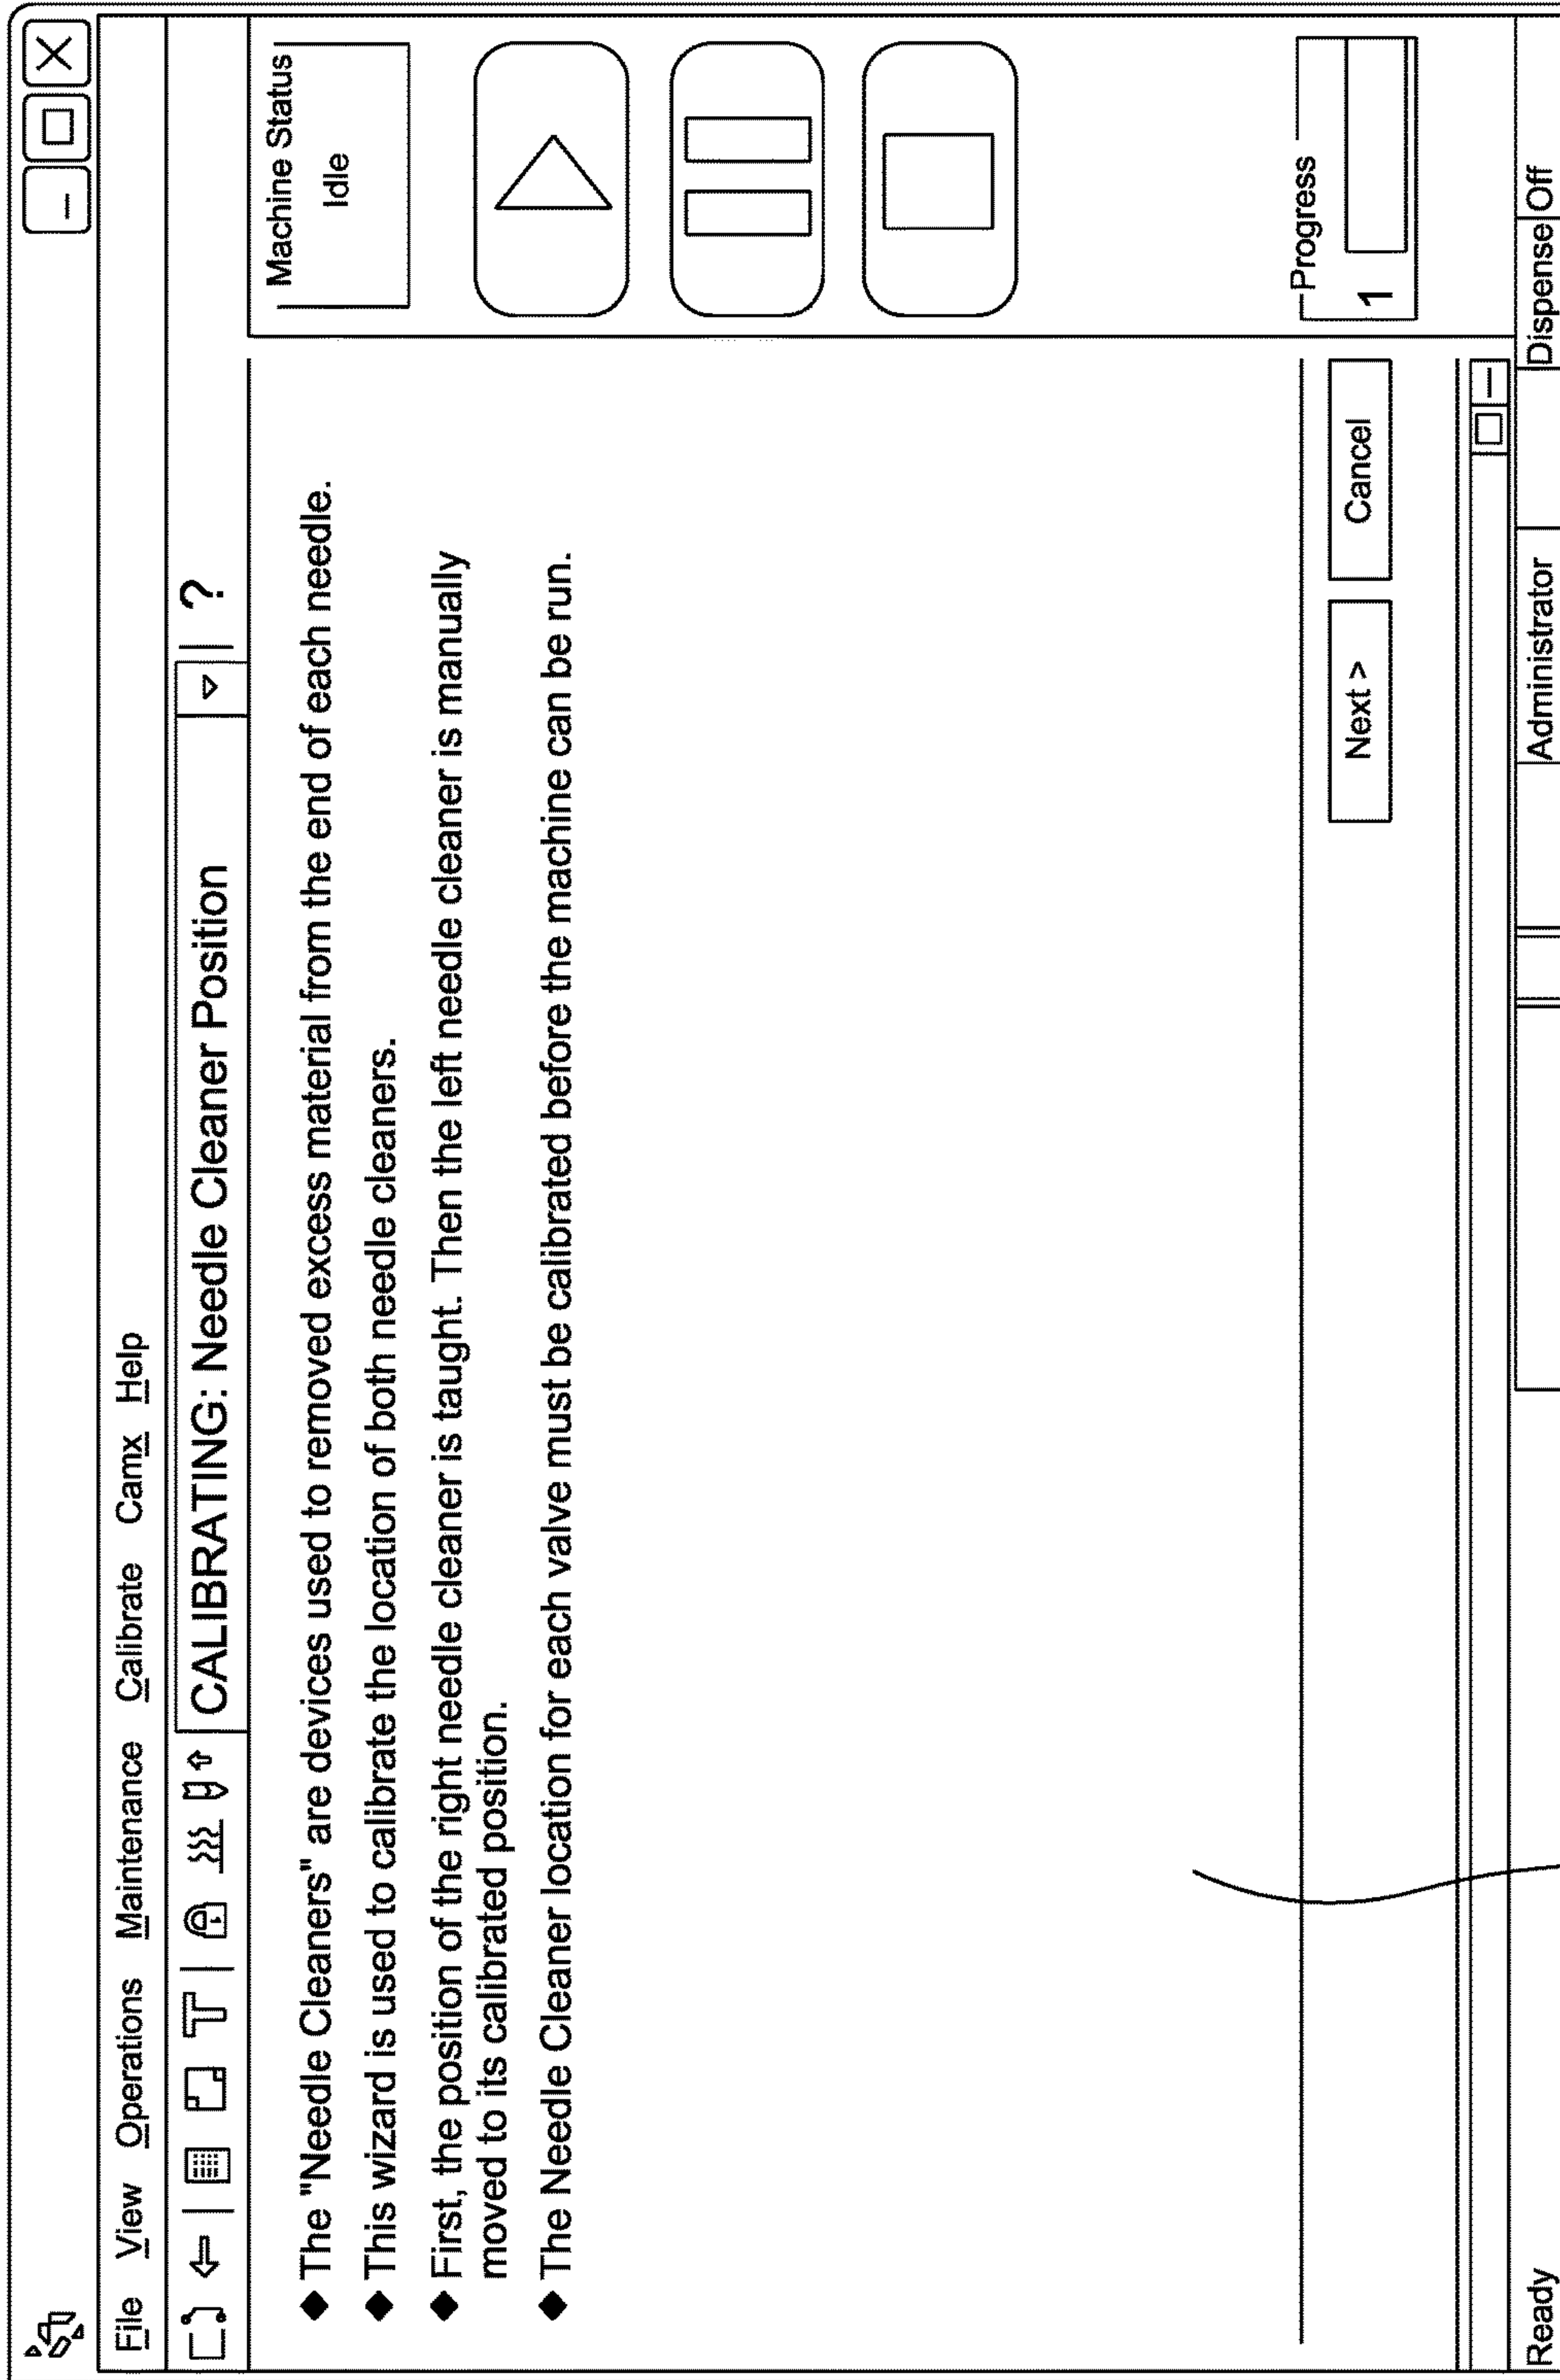 File View Operations Maintenance Calibrate Camx Help
CALIBRATING: Needle Cleaner Position
?
Machine Status
Idle
The "Needle Cleaners" are devices used to removed excess material from the end of each needle.
This wizard is used to calibrate the location of both needle cleaners.
First, the position of the right needle cleaner is taught. Then the left needle cleaner is manually
moved to its calibrated position.
The Needle Cleaner location for each valve must be calibrated before the machine can be run.
Progress
1
Next > Cancel
Ready Administrator Dispense Off